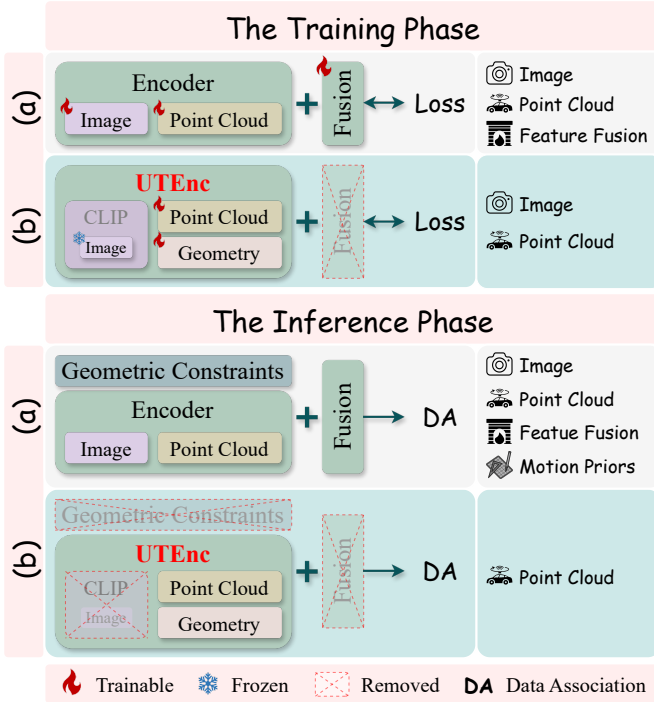 The Training Phase
(a)
Encoder
Image
Point Cloud
+
Fusion
Loss
Image
Point Cloud
Feature Fusion
(b)
UTEnc
CLIP
Image
Point Cloud
Geometry
+
Fusion
Loss
Image
Point Cloud
The Inference Phase
(a)
Geometric Constraints
Encoder
Image
Point Cloud
+
Fusion
DA
Image
Point Cloud
Featue Fusion
Motion Priors
(b)
Geometric Constraints
UTEnc
CLIP
Image
Point Cloud
Geometry
+
Fusion
DA
Point Cloud
Trainable
Frozen
Removed
DA Data Association